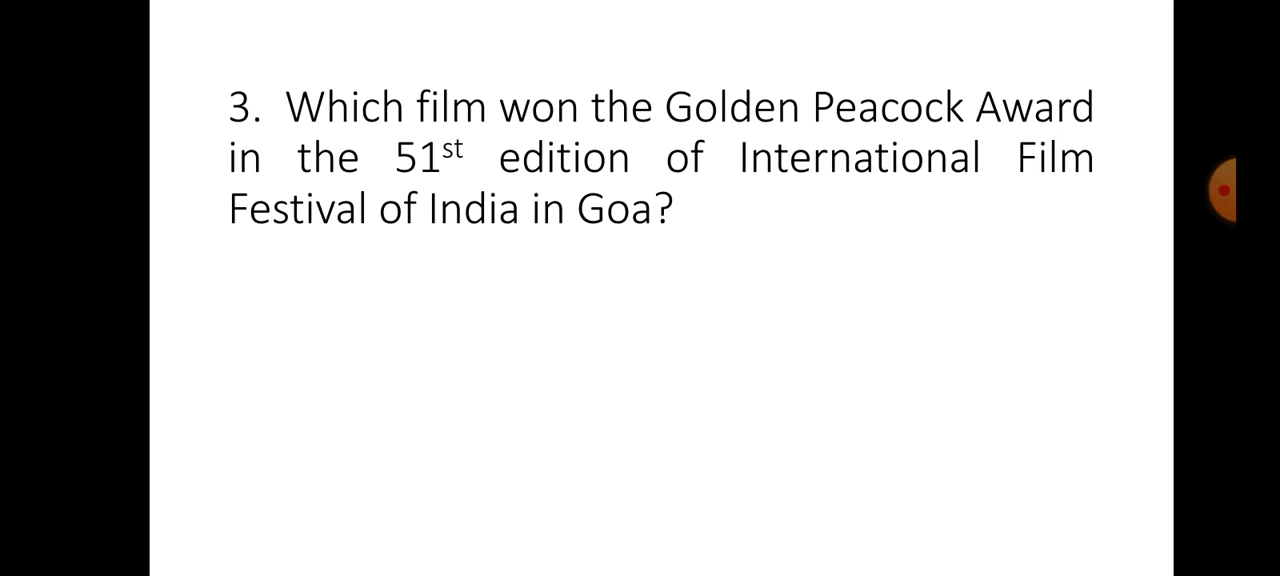 3. Which film won the Golden Peacock Award
in the 51st edition of International Film
Festival of India in Goa?